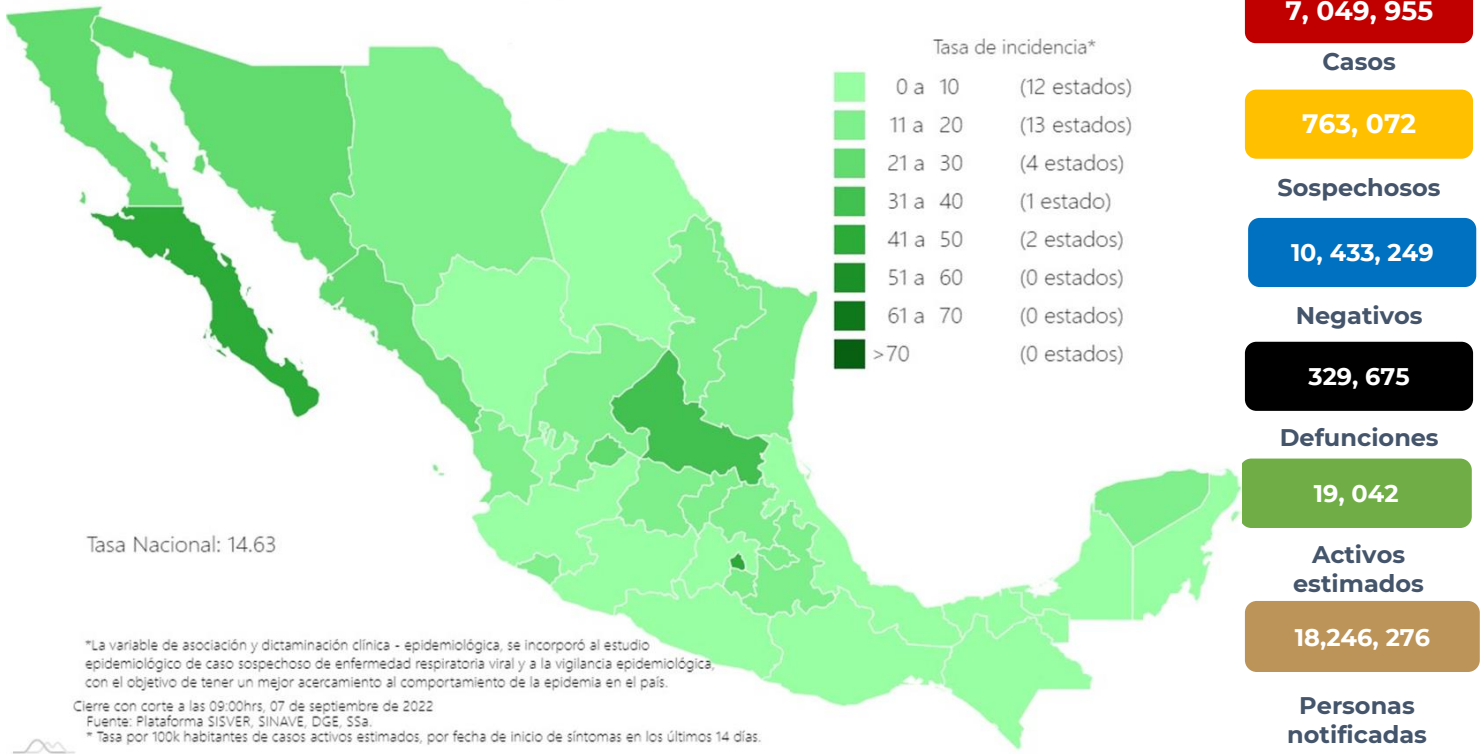 Tasa de incidencia*
0 a 10 (12 estados)
11 a 20 (13 estados)
21 a 30 (4 estados)
31 a 40 (1 estado)
41 a 50 (2 estados)
51 a 60 (0 estados)
61 a 70 (0 estados)
>70 (0 estados)
Tasa Nacional: 14.63
*La variable de asociación y dictaminación clínica - epidemiológica, se incorporó al estudio
epidemiológico de caso sospechoso de enfermedad respiratoria viral y a la vigilancia epidemiológica,
con el objetivo de tener un mejor acercamiento al comportamiento de la epidemia en el país.
Cierre con corte a las 09:00hrs, 07 de septiembre de 2022
Fuente: Plataforma SISVER, SINAVE, DGE, SSa.
* Tasa por 100k habitantes de casos activos estimados, por fecha de inicio de síntomas en los últimos 14 días.
7, 049, 955
Casos
763, 072
Sospechosos
10, 433, 249
Negativos
329, 675
Defunciones
19, 042
Activos
estimados
18,246, 276
Personas
notificadas